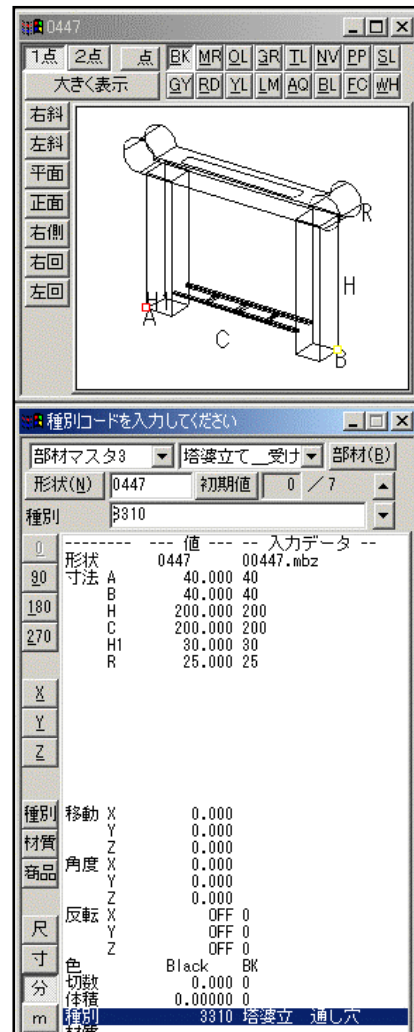 0447
1点 2点 点 BK MR OL GR TL NV PP SL
大きく表示 GY RD YL LM AQ BL FC WH
右斜
左斜
平面
正面
右側
右回
左回
R
H
H1
A
C
B
種別コードを入力してください
部材マスタ3 塔婆立て__受け 部材(B)
形状(N) 0447 初期値 0 / 7
種別 3310
0
90
180
270
X
Y
Z
種別
材質
商品
尺
寸
分
m
-------- --- 値 --- -- 入力データ --
形状 0447 00447.mbz
寸法 A 40.000 40
B 40.000 40
H 200.000 200
C 200.000 200
H1 30.000 30
R 25.000 25
移動 X 0.000
Y 0.000
Z 0.000
角度 X 0.000
Y 0.000
Z 0.000
反転 X OFF 0
Y OFF 0
Z OFF 0
色 Black BK
切数 0.000 0
体積 0.00000 0
種別 3310 塔婆立 通し穴